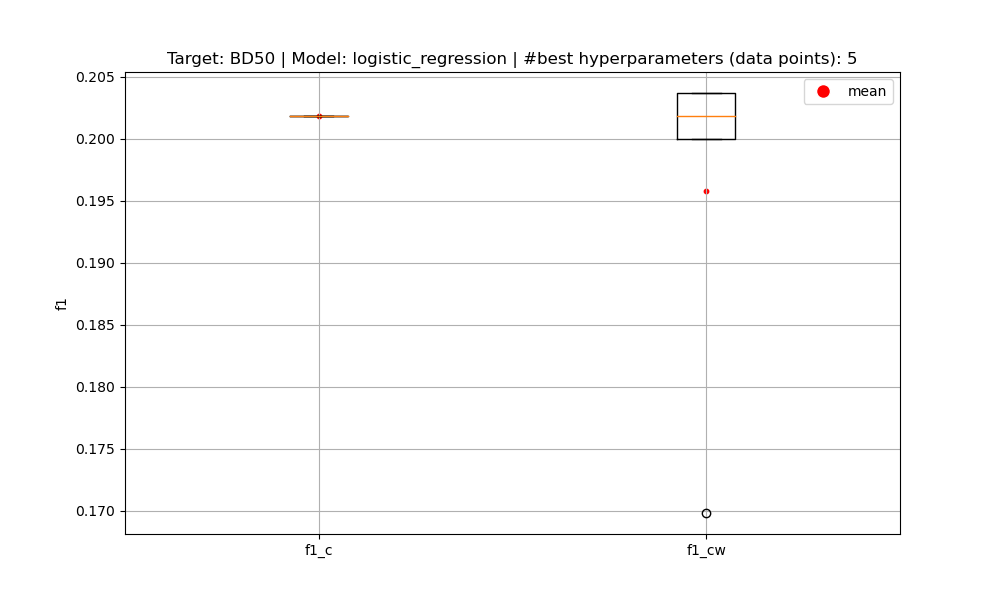 Target: BD50 | Model: logistic_regression | #best hyperparameters (data points): 5
mean
0.205
0.200
0.195
0.190
0.185
0.180
0.175
0.170
f1
f1_c
f1_cw